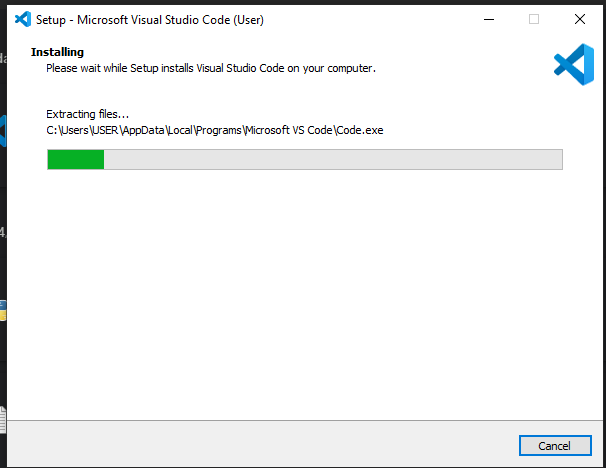 Setup - Microsoft Visual Studio Code (User)
Installing
Please wait while Setup installs Visual Studio Code on your computer.
Extracting files...
C:\Users\USER\AppData\Local\Programs\Microsoft VS Code\Code.exe
Cancel